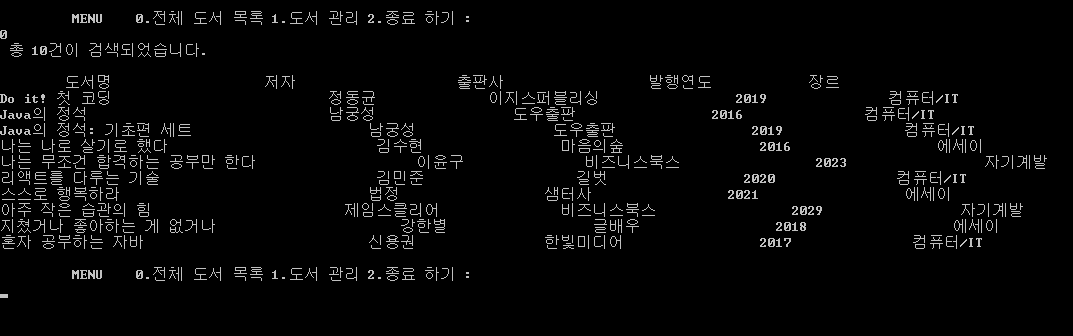 MENU 0.전체 도서 목록 1.도서 관리 2.종료 하기 :
0
총 10건이 검색되었습니다.
도서명 저자 출판사 발행연도 장르
Do it! 첫 코딩 정동균 이지스퍼블리싱 2019 컴퓨터/IT
Java의 정석 남궁성 도우출판 2016 컴퓨터/IT
Java의 정석: 기초편 세트 남궁성 도우출판 2019 컴퓨터/IT
나는 나로 살기로 했다 김수현 마음의숲 2016 에세이
나는 무조건 합격하는 공부만 한다 이윤규 비즈니스북스 2023 자기계발
리액트를 다루는 기술 김민준 길벗 2020 컴퓨터/IT
스스로 행복하라 법정 샘터사 2021 에세이
아주 작은 습관의 힘 제임스클리어 비즈니스북스 2029 자기계발
지쳤거나 좋아하는 게 없거나 강한별 글배우 2018 에세이
혼자 공부하는 자바 신용권 한빛미디어 2017 컴퓨터/IT
MENU 0.전체 도서 목록 1.도서 관리 2.종료 하기 :